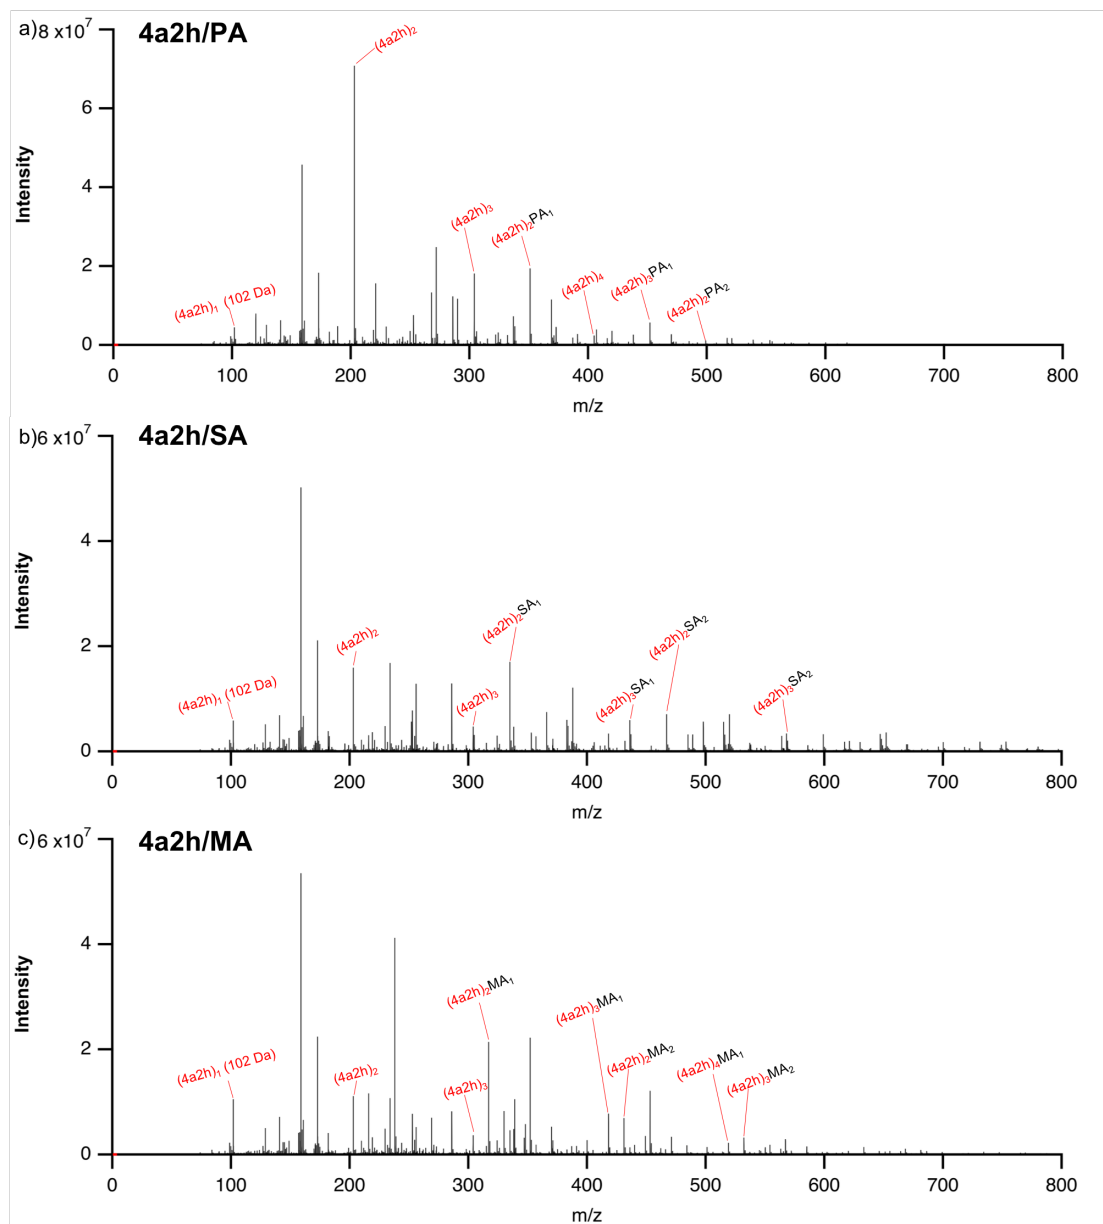 a) 8 x10⁷ 4a2h/PA
(4a2h)₂
6
Intensity
4
(4a2h)₃
(4a2h)₂PA₁
2
(4a2h)₁ (102 Da)
(4a2h)₄
(4a2h)₃PA₁
(4a2h)₂PA₂
0
0 100 200 300 400 500 600 700 800
m/z
b) 6 x10⁷ 4a2h/SA
4
Intensity
(4a2h)₂SA₁
(4a2h)₂SA₂
2
(4a2h)₂
(4a2h)₁ (102 Da)
(4a2h)₃
(4a2h)₃SA₁
(4a2h)₃SA₂
0
0 100 200 300 400 500 600 700 800
m/z
c) 6 x10⁷ 4a2h/MA
4
Intensity
(4a2h)₂MA₁
(4a2h)₃MA₁
2
(4a2h)₁ (102 Da)
(4a2h)₂
(4a2h)₃
(4a2h)₂MA₂
(4a2h)₄MA₁
(4a2h)₃MA₂
0
0 100 200 300 400 500 600 700 800
m/z